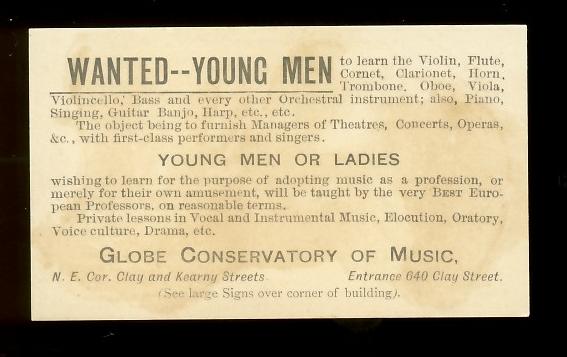 WANTED--YOUNG MEN to learn the Violin, Flute,
Cornet, Clarionet, Horn,
Trombone. Oboe, Viola,
Violincello, Bass and every other Orchestral instrument; also, Piano,
Singing, Guitar Banjo, Harp, etc., etc.
The object being to furnish Managers of Theatres, Concerts, Operas,
&c., with first-class performers and singers.
YOUNG MEN OR LADIES
wishing to learn for the purpose of adopting music as a profession, or
merely for their own amusement, will be taught by the very BEST Euro-
pean Professors, on reasonable terms.
Private lessons in Vocal and Instrumental Music, Elocution, Oratory,
Voice culture, Drama, etc.
GLOBE CONSERVATORY OF MUSIC,
N. E. Cor. Clay and Kearny Streets. Entrance 640 Clay Street.
(See large Signs over corner of building).